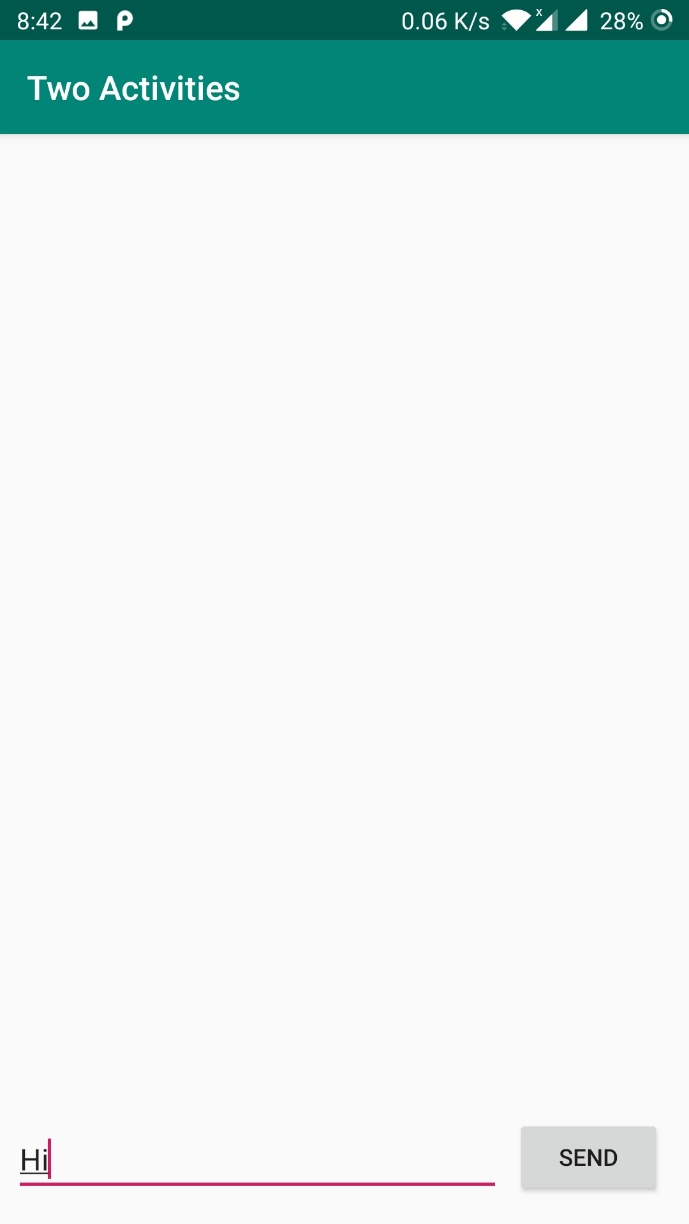 8:42 0.06 K/s x 28%
Two Activities
Hi SEND